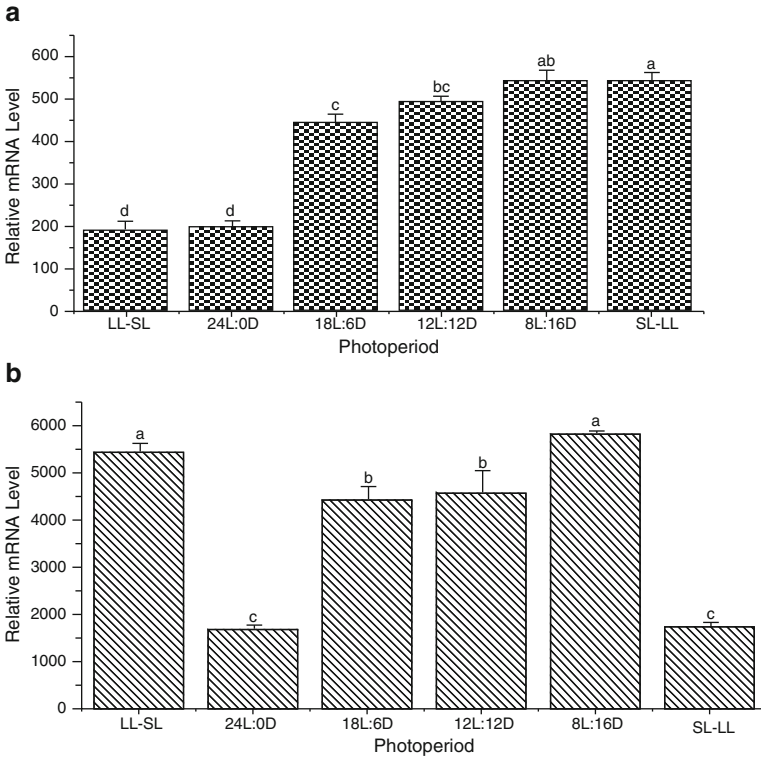 a
Relative mRNA Level
600
500
400
300
200
100
0
d
d
c
bc
ab
a
LL-SL 24L:0D 18L:6D 12L:12D 8L:16D SL-LL
Photoperiod
b
Relative mRNA Level
6000
5000
4000
3000
2000
1000
0
a
c
b
b
a
c
LL-SL 24L:0D 18L:6D 12L:12D 8L:16D SL-LL
Photoperiod